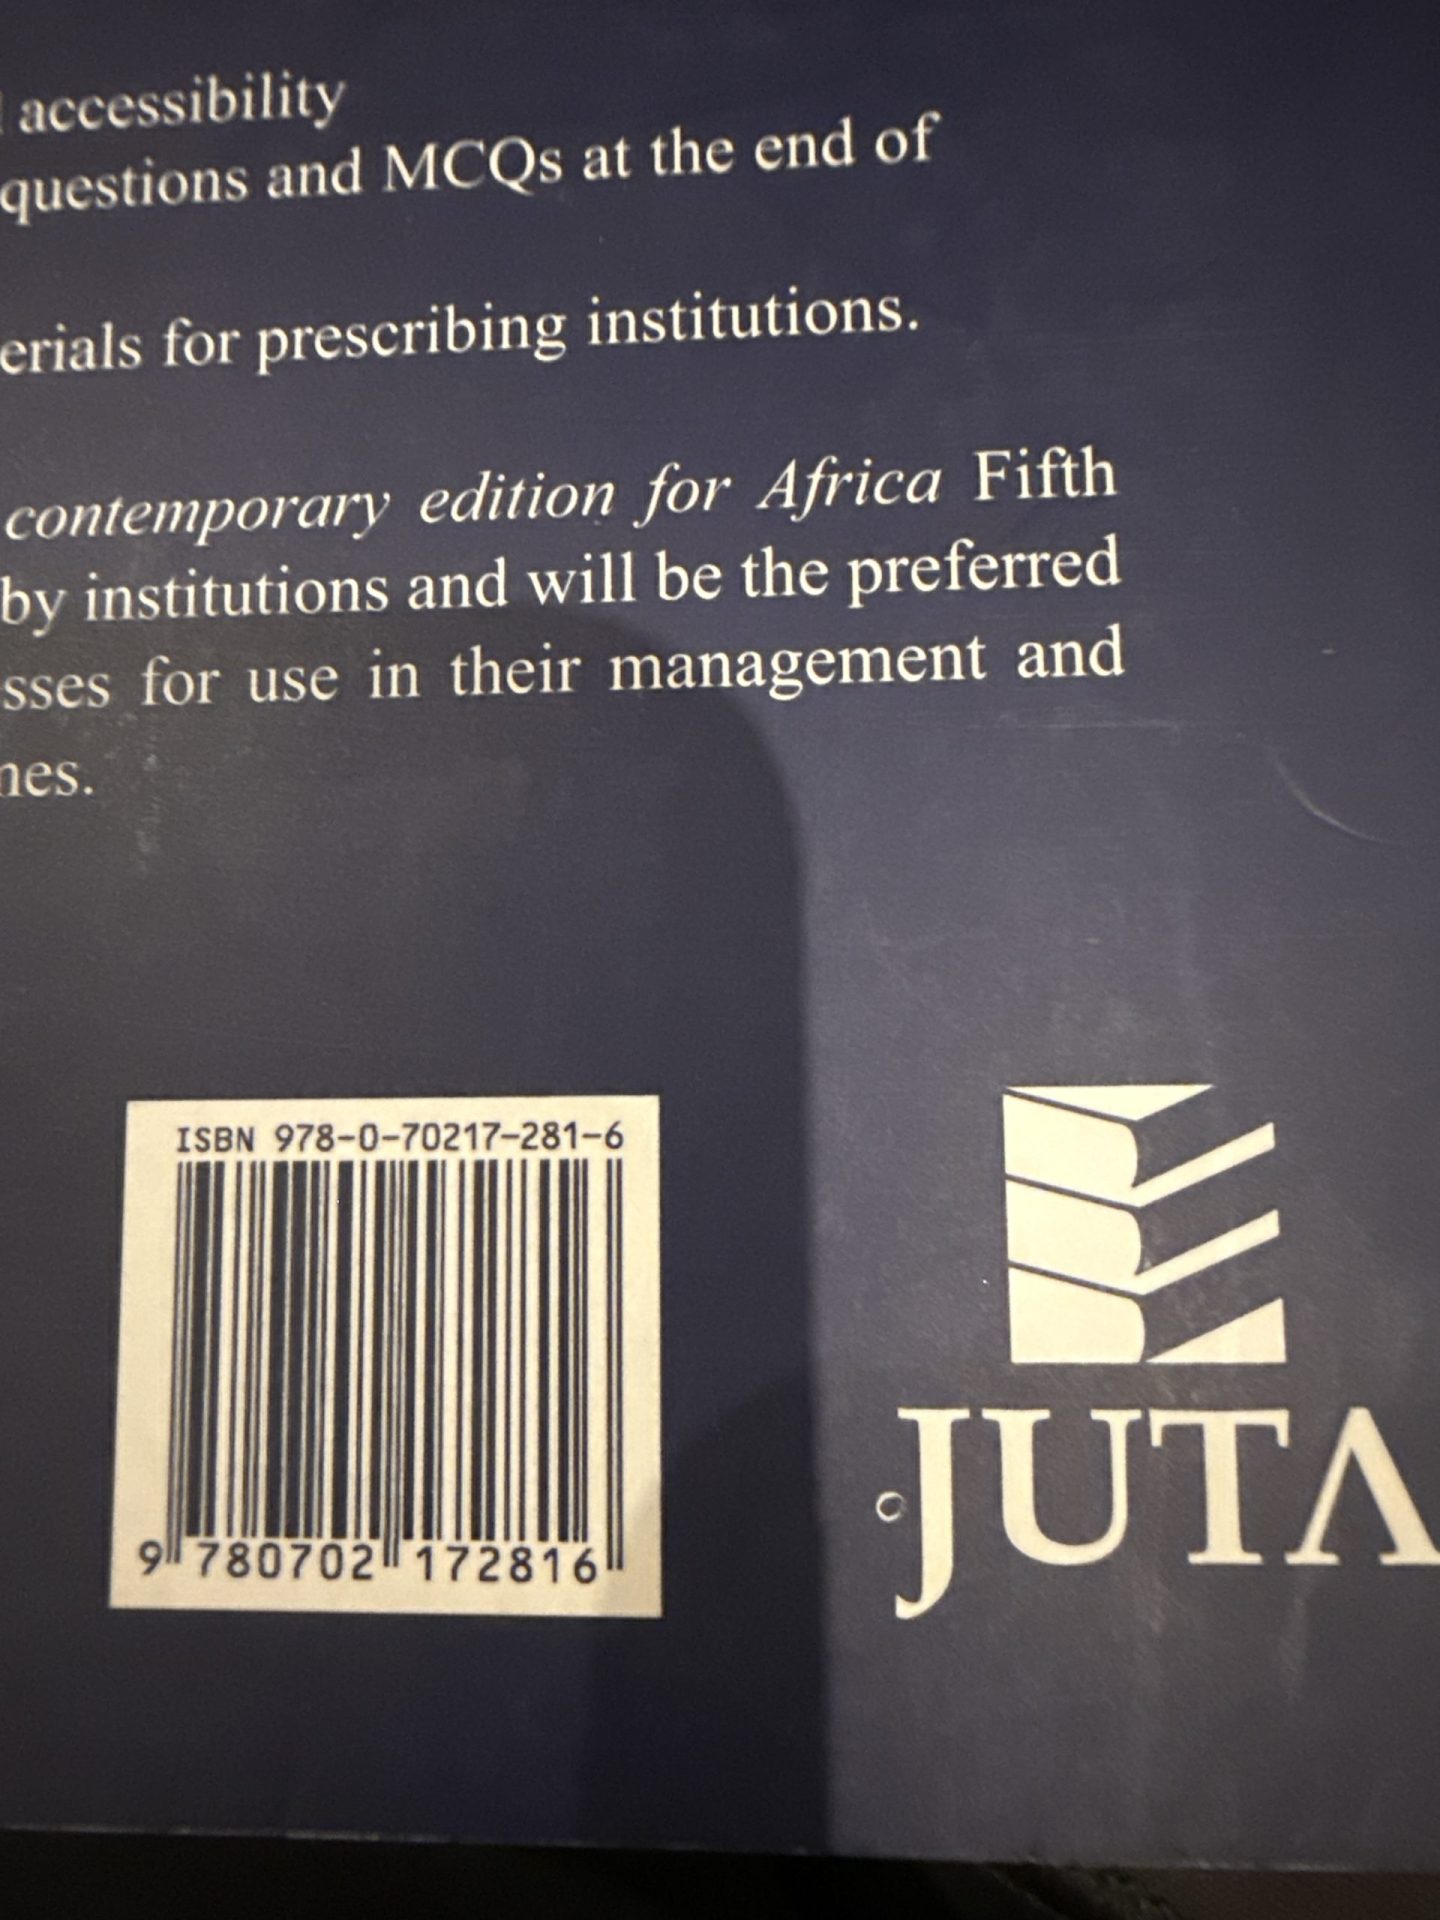 accessibility
questions and MCQs at the end of
erials for prescribing institutions.
contemporary edition for Africa Fifth
by institutions and will be the preferred
sses for use in their management and
nes.
ISBN 978-0-70217-281-6
9 780702 172816
JUTA